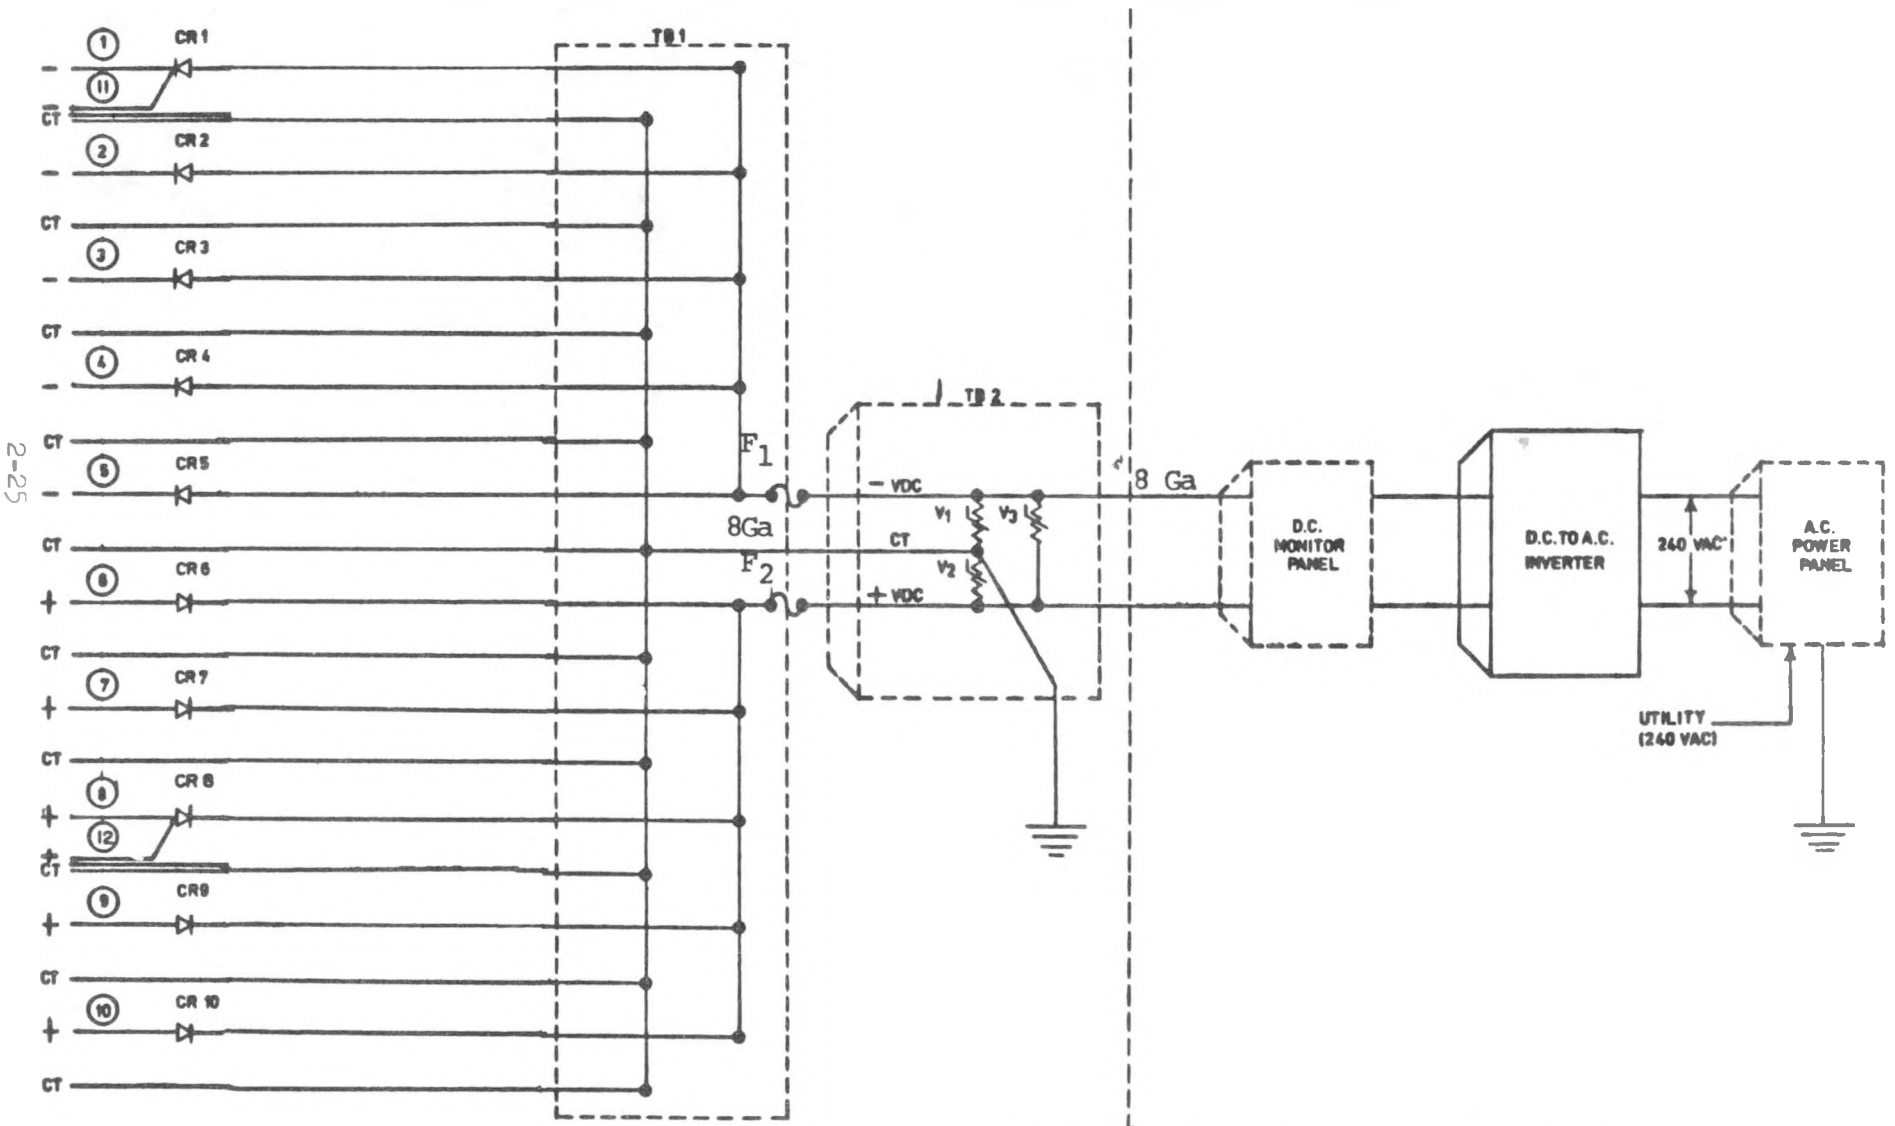 ① CR 1
TB 1
-
⑪
-
CT
② CR 2
-
CT
③ CR 3
-
CT
④ CR 4
-
CT
⑤ CR 5
-
CT
⑥ CR 6
+
CT
⑦ CR 7
+
CT
⑧ CR 8
+
⑫
+
CT
⑨ CR9
+
CT
⑩ CR 10
+
CT
F1
8Ga
F2
TB 2
- VDC
V1 V3
CT
V2
+ VDC
8 Ga
D.C.
MONITOR
PANEL
D.C. TO A.C.
INVERTER
240 VAC
A.C.
POWER
PANEL
UTILITY
(240 VAC)
2-25